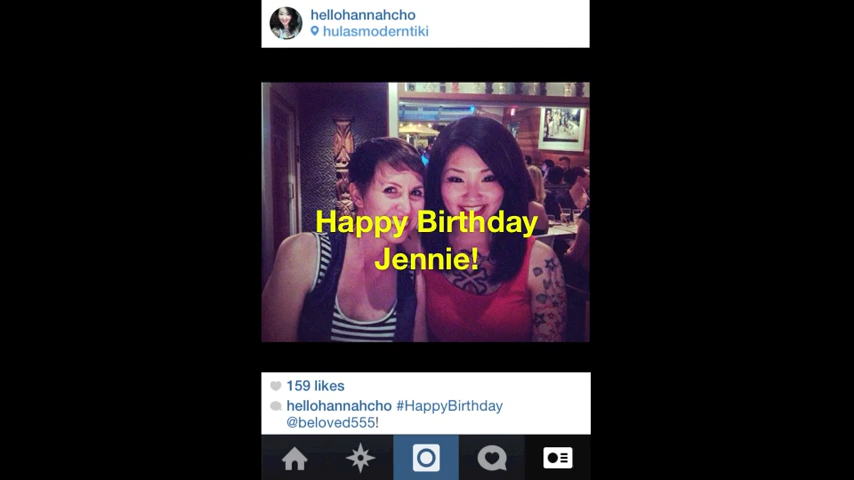 hellohannahcho
hulasmoderntiki
Happy Birthday
Jennie!
159 likes
hellohannahcho #HappyBirthday
@beloved555!